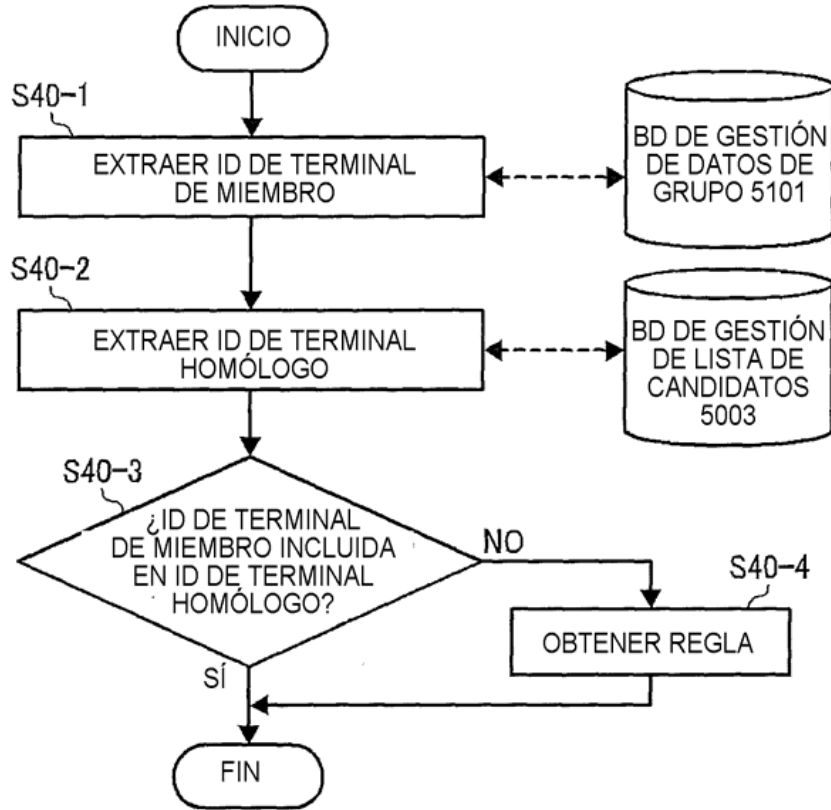 INICIO
S40-1
EXTRAER ID DE TERMINAL
DE MIEMBRO
BD DE GESTIÓN
DE DATOS DE
GRUPO 5101
S40-2
EXTRAER ID DE TERMINAL
HOMÓLOGO
BD DE GESTIÓN
DE LISTA DE
CANDIDATOS
5003
S40-3
¿ID DE TERMINAL
DE MIEMBRO INCLUIDA
EN ID DE TERMINAL
HOMÓLOGO?
NO
S40-4
OBTENER REGLA
SÍ
FIN